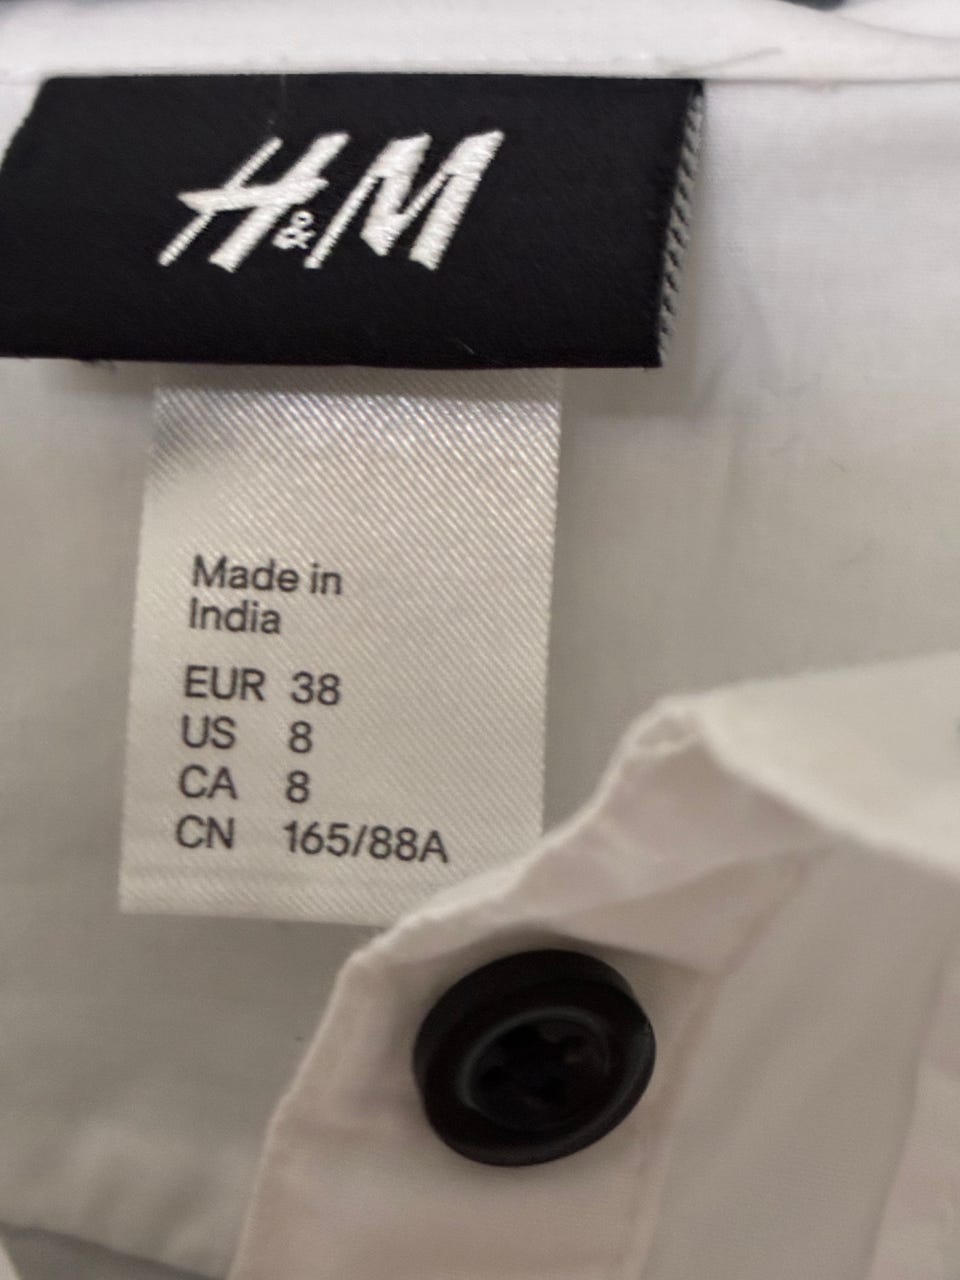 H&M
Made in
India
EUR 38
US 8
CA 8
CN 165/88A